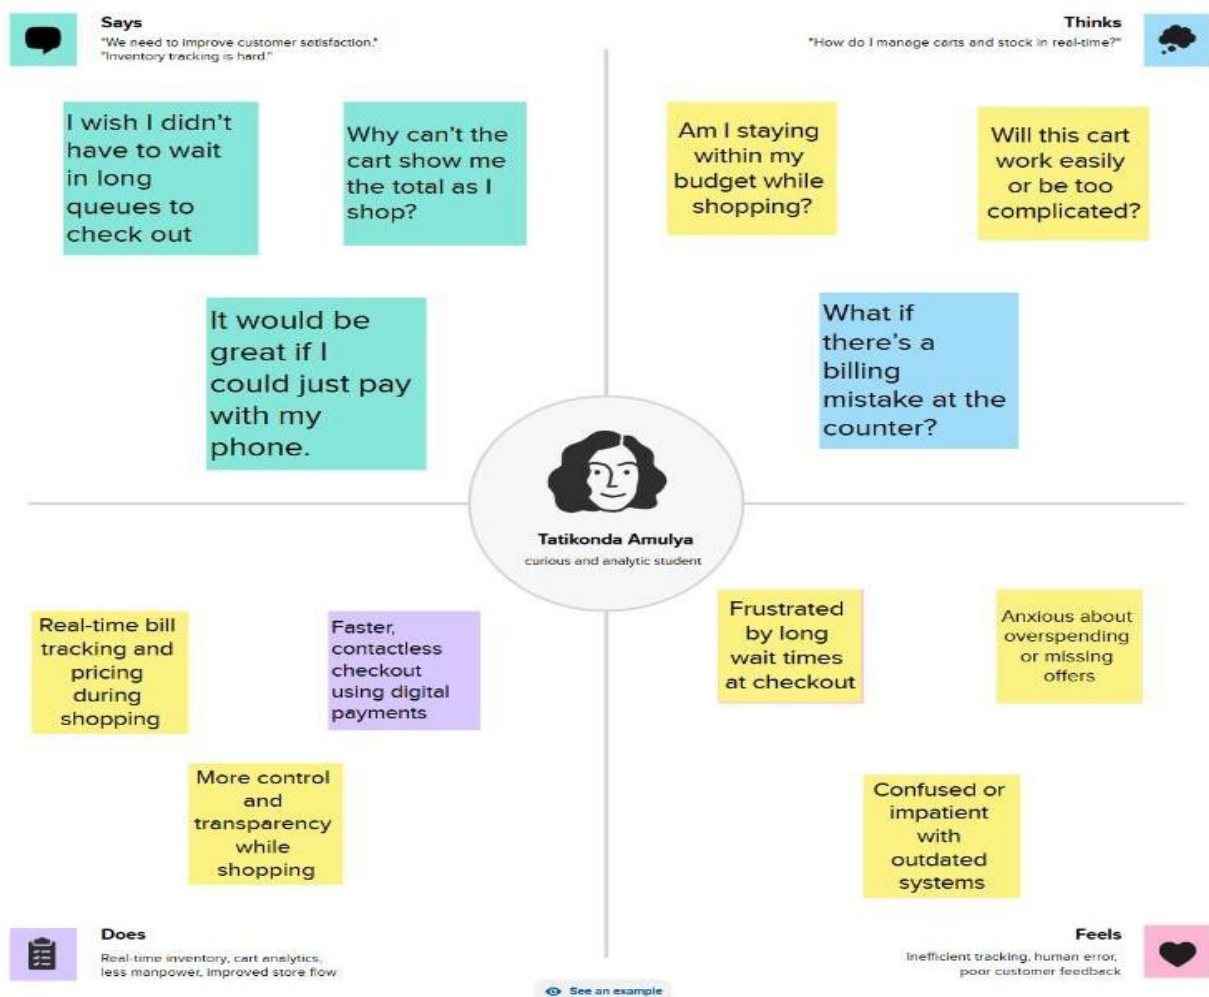 Says
"We need to improve customer satisfaction."
"Inventory tracking is hard."
Thinks
"How do I manage carts and stock in real-time?"
I wish I didn't
have to wait
in long
queues to
check out
Why can't the
cart show me
the total as I
shop?
It would be
great if I
could just pay
with my
phone.
Am I staying
within my
budget while
shopping?
Will this cart
work easily
or be too
complicated?
What if
there's a
billing
mistake at the
counter?
Tatikonda Amulya
curious and analytic student
Real-time bill
tracking and
pricing
during
shopping
Faster,
contactless
checkout
using digital
payments
More control
and
transparency
while
shopping
Frustrated
by long
wait times
at checkout
Anxious about
overspending
or missing
offers
Confused or
impatient
with
outdated
systems
Does
Real-time inventory, cart analytics,
less manpower, improved store flow
Feels
Inefficient tracking, human error,
poor customer feedback
See an example